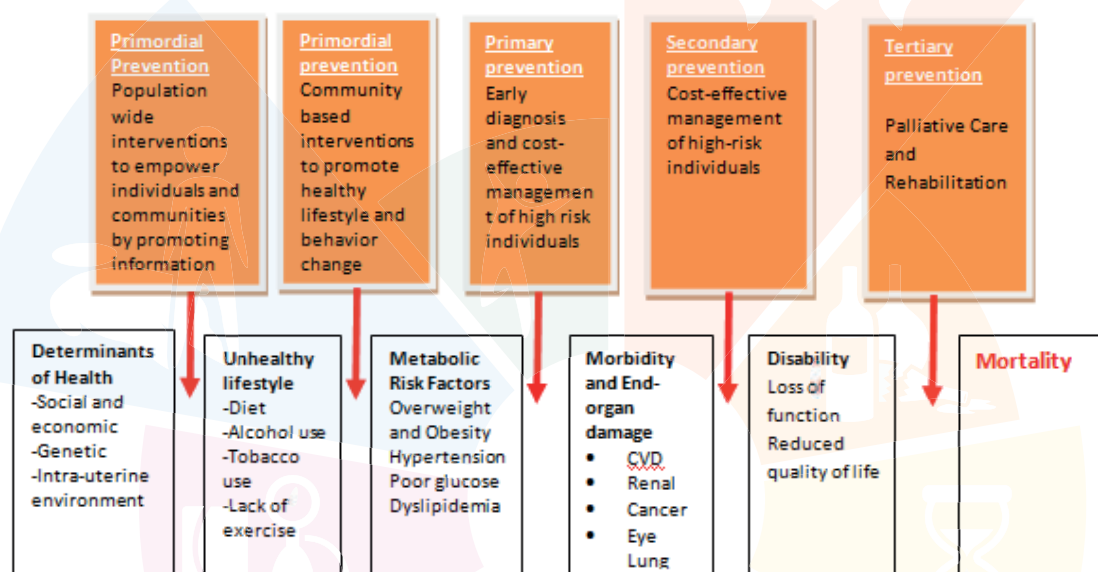 Primordial
Prevention
Population
wide
interventions
to empower
individuals and
communities
by promoting
information
Primordial
prevention
Community
based
interventions
to promote
healthy
lifestyle and
behavior
change
Primary
prevention
Early
diagnosis
and cost-
effective
managemen
t of high risk
individuals
Secondary
prevention
Cost-effective
management
of high-risk
individuals
Tertiary
prevention
Palliative Care
and
Rehabilitation
Determinants
of Health
-Social and
economic
-Genetic
-Intra-uterine
environment
Unhealthy
lifestyle
-Diet
-Alcohol use
-Tobacco
use
-Lack of
exercise
Metabolic
Risk Factors
Overweight
and Obesity
Hypertension
Poor glucose
Dyslipidemia
Morbidity
and End-
organ
damage
• CVD
• Renal
• Cancer
• Eye
Lung
Disability
Loss of
function
Reduced
quality of life
Mortality